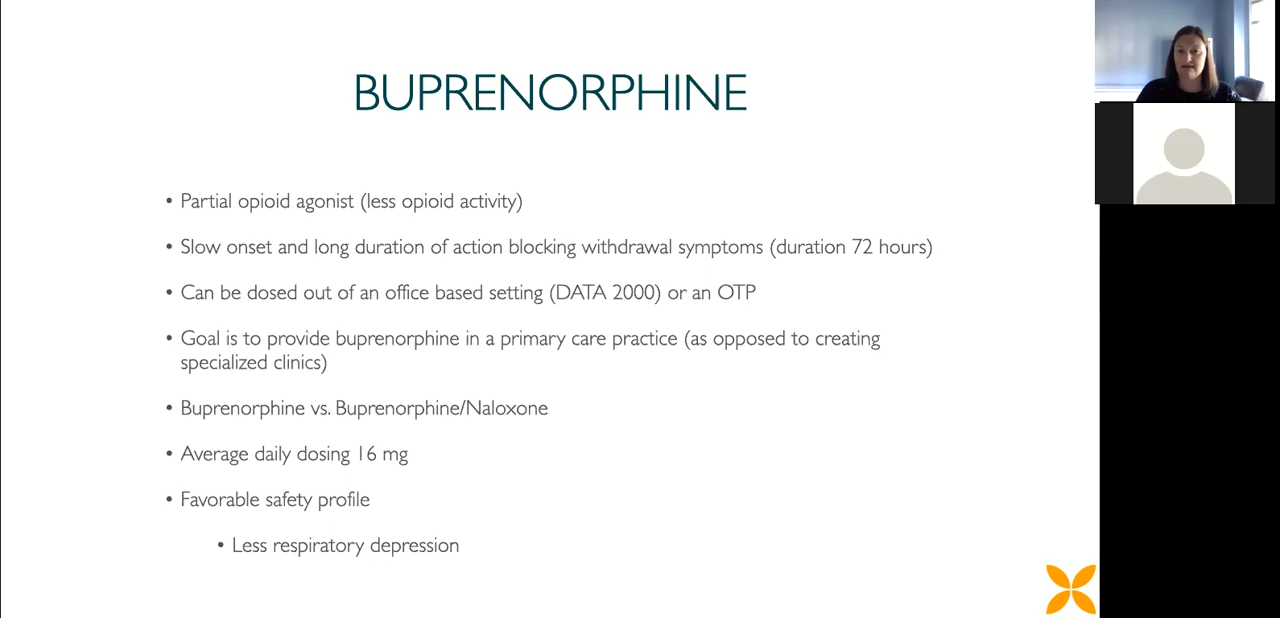 BUPRENORPHINE
• Partial opioid agonist (less opioid activity)
• Slow onset and long duration of action blocking withdrawal symptoms (duration 72 hours)
• Can be dosed out of an office based setting (DATA 2000) or an OTP
• Goal is to provide buprenorphine in a primary care practice (as opposed to creating
specialized clinics)
• Buprenorphine vs. Buprenorphine/Naloxone
• Average daily dosing 16 mg
• Favorable safety profile
• Less respiratory depression